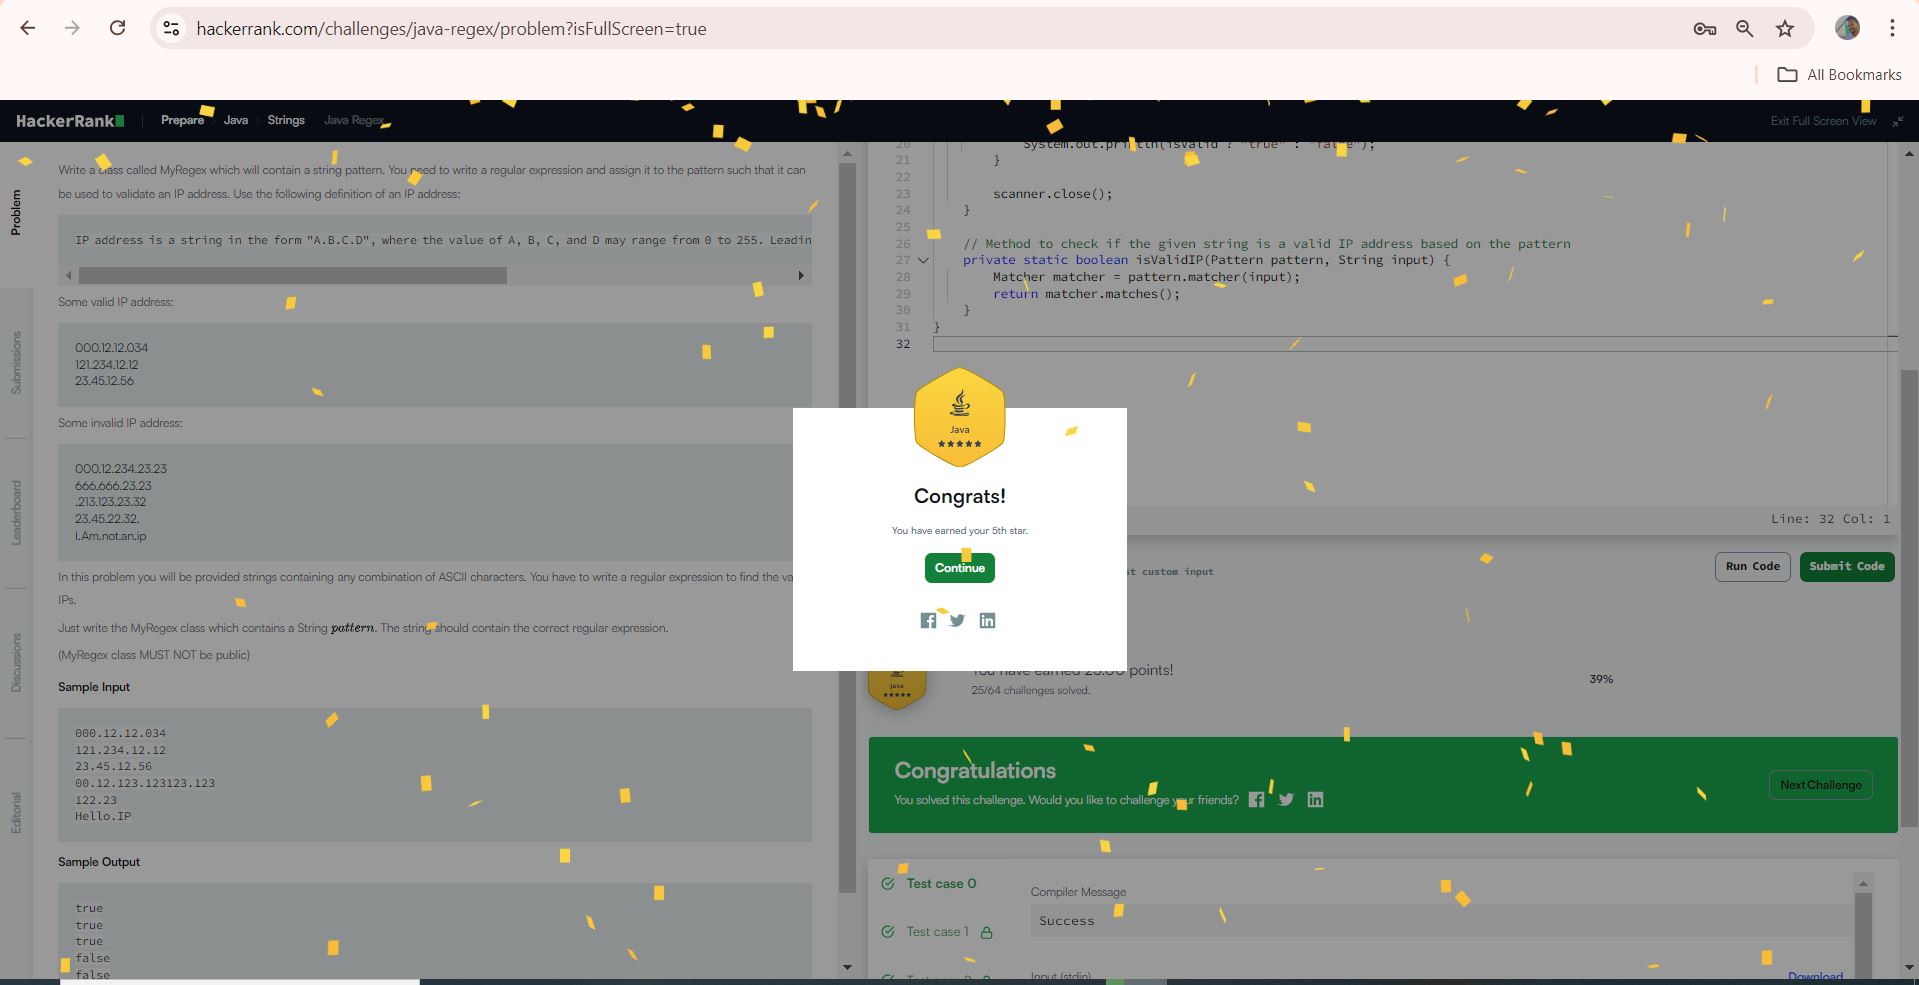 hackerrank.com/challenges/java-regex/problem?isFullScreen=true
All Bookmarks
HackerRank
Prepare Java Strings Java Regex
Exit Full Screen View
Problem
Submissions
Leaderboard
Discussions
Editorial
Write a class called MyRegex which will contain a string pattern. You need to write a regular expression and assign it to the pattern such that it can
be used to validate an IP address. Use the following definition of an IP address:
IP address is a string in the form "A.B.C.D", where the value of A, B, C, and D may range from 0 to 255. Leadin
Some valid IP address:
000.12.12.034
121.234.12.12
23.45.12.56
Some invalid IP address:
000.12.234.23.23
666.666.23.23
.213.123.23.32
23.45.22.32.
I.Am.not.an.ip
In this problem you will be provided strings containing any combination of ASCII characters. You have to write a regular expression to find the va
IPs.
Just write the MyRegex class which contains a String pattern. The string should contain the correct regular expression.
(MyRegex class MUST NOT be public)
Sample Input
000.12.12.034
121.234.12.12
23.45.12.56
00.12.123.123123.123
122.23
Hello.IP
Sample Output
true
true
true
false
false
20 System.out.println(isValid ? "true" : "false");
21 }
22
23 scanner.close();
24 }
25
26 // Method to check if the given string is a valid IP address based on the pattern
27 private static boolean isValidIP(Pattern pattern, String input) {
28 Matcher matcher = pattern.matcher(input);
29 return matcher.matches();
30 }
31 }
32
Line: 32 Col: 1
Java
Congrats!
You have earned your 5th star.
Continue
st custom input
Run Code
Submit Code
Java
You have earned 25.00 points!
25/64 challenges solved.
39%
Congratulations
You solved this challenge. Would you like to challenge your friends?
Next Challenge
Test case 0
Test case 1
Compiler Message
Success
Input (stdin)
Download